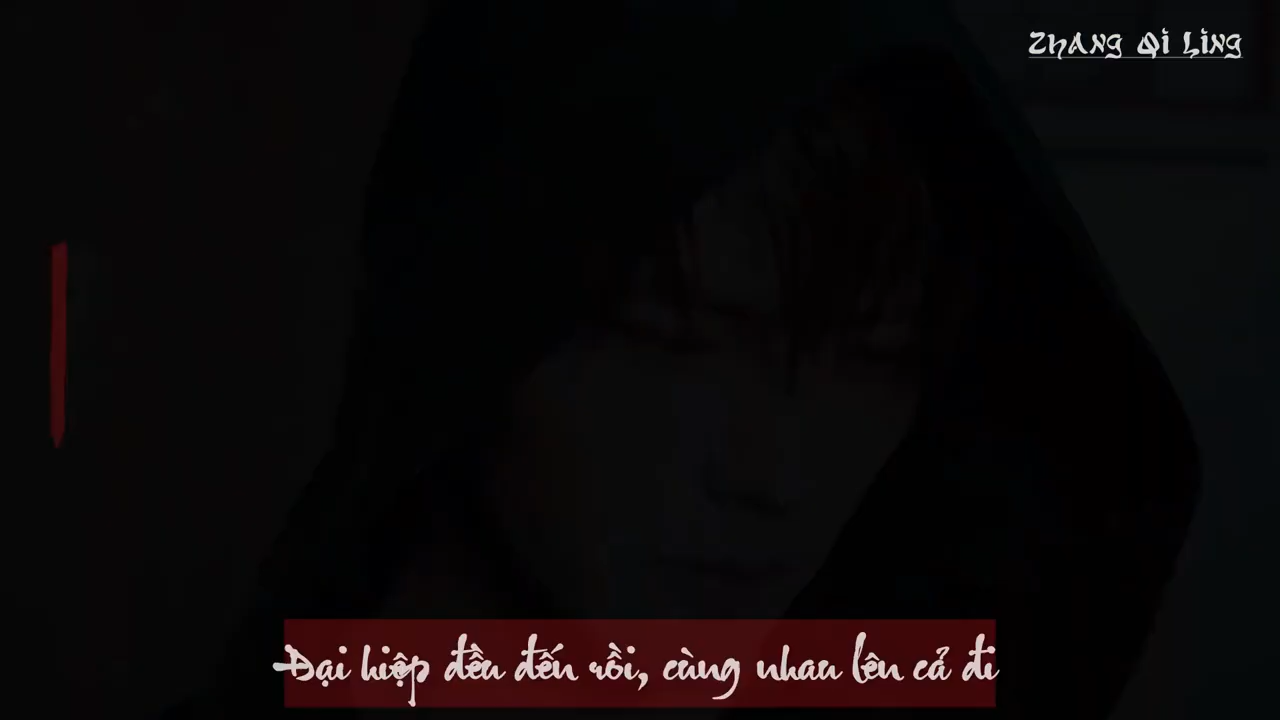 ZHANG QI LING
Đại hiệp đều đến rồi, cùng nhau lên cả đi